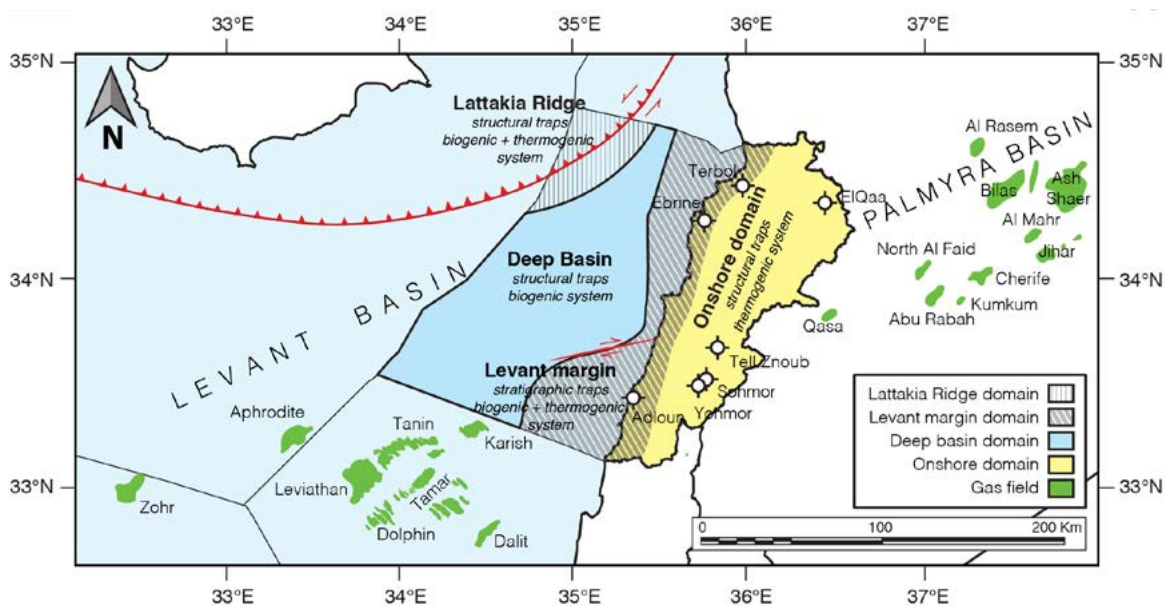 33°E
34°E
35°E
36°E
37°E
35°N
35°N
N
Lattakia Ridge
structural traps
biogenic + thermogenic
system
Al Rasem
PALMYRA BASIN
Bilas
Ash
Shaer
Terbol
ElQaa
Ebrine
Al Mahr
Jihar
North Al Faid
Cherife
Kumkum
Abu Rabah
Qasa
34°N
34°N
Deep Basin
structural traps
biogenic system
Onshore domain
structural traps
thermogenic system
LEVANT BASIN
Levant margin
stratigraphic traps
biogenic + thermogenic
system
Tell Znoub
Sohmor
Yohmor
Adloun
Aphrodite
Tanin
Karish
Leviathan
Tamar
Dolphin
Dalit
Zohr
33°N
33°N
Lattakia Ridge domain
Levant margin domain
Deep basin domain
Onshore domain
Gas field
0
100
200 Km
33°E
34°E
35°E
36°E
37°E